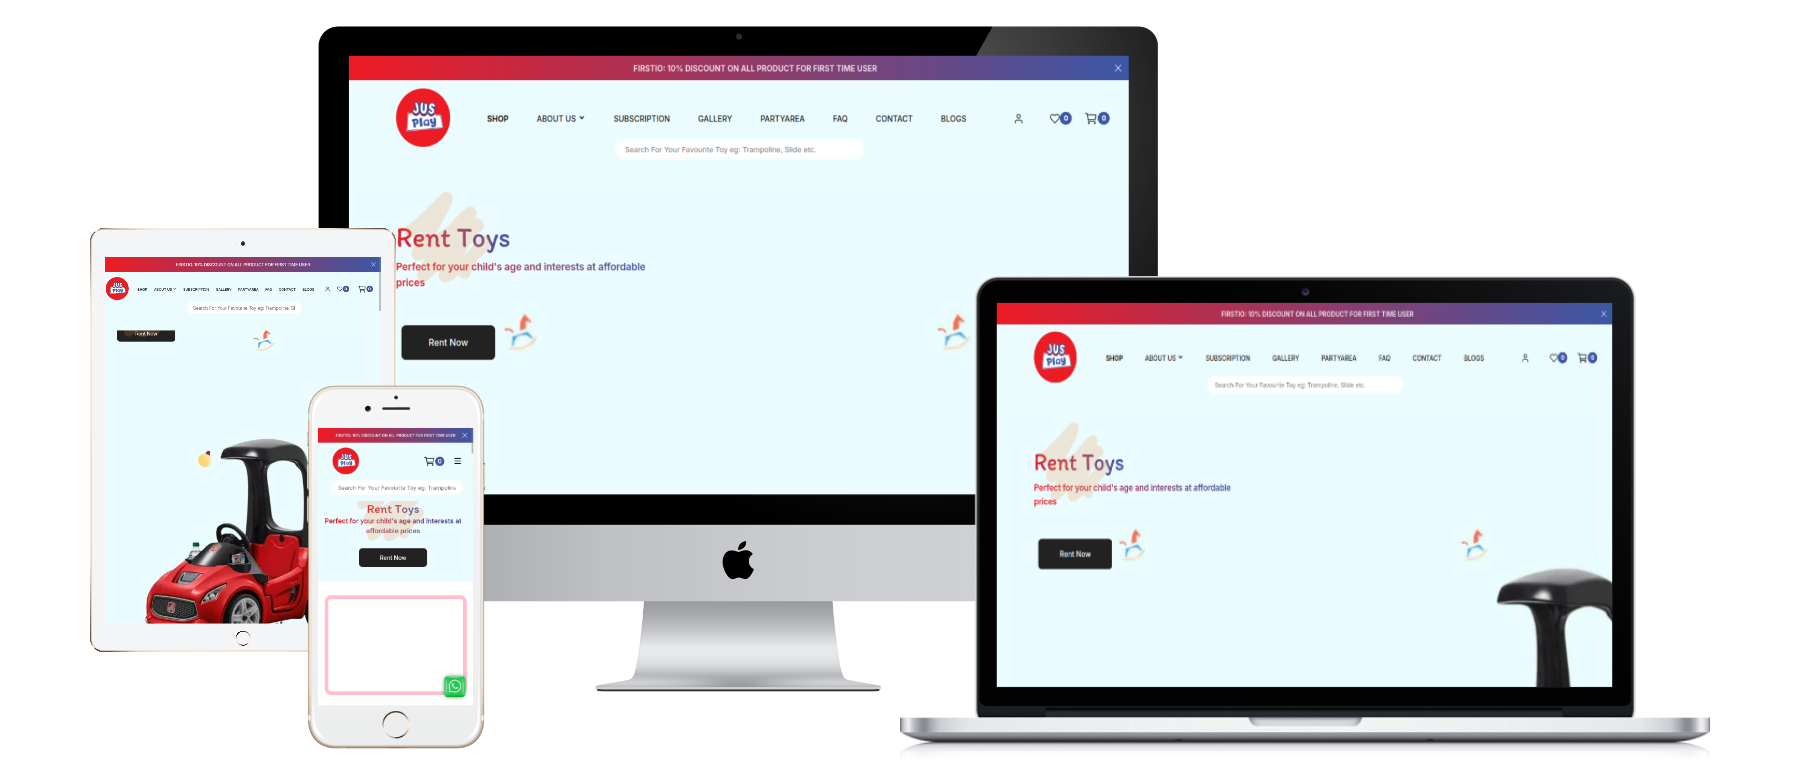 FIRSTIO: 10% DISCOUNT ON ALL PRODUCT FOR FIRST TIME USER
JUS
Play
SHOP ABOUT US SUBSCRIPTION GALLERY PARTYAREA FAQ CONTACT BLOGS 0 0
Search For Your Favourite Toy eg: Trampoline, Slide etc.
Rent Toys
Perfect for your child's age and interests at affordable
prices
Rent Now
FIRSTIO: 10% DISCOUNT ON ALL PRODUCT FOR FIRST TIME USER
JUS
Play
SHOP ABOUT US SUBSCRIPTION GALLERY PARTYAREA FAQ CONTACT BLOGS 0 0
Search For Your Favourite Toy eg: Trampoline, Sl
Rent Now
FIRSTIO: 10% DISCOUNT ON ALL PRODUCT FOR FIRST TIME USER
JUS
Play
0
Search For Your Favourite Toy eg: Trampoline
Rent Toys
Perfect for your child's age and interests at
affordable prices
Rent Now
FIRSTIO: 10% DISCOUNT ON ALL PRODUCT FOR FIRST TIME USER
JUS
Play
SHOP ABOUT US SUBSCRIPTION GALLERY PARTYAREA FAQ CONTACT BLOGS 0 0
Search For Your Favourite Toy eg: Trampoline, Slide etc.
Rent Toys
Perfect for your child's age and interests at affordable
prices
Rent Now